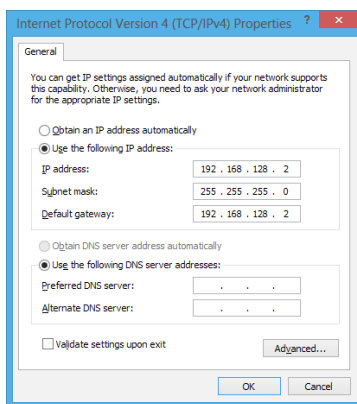 Internet Protocol Version 4 (TCP/IPv4) Properties ? ×
General
You can get IP settings assigned automatically if your network supports
this capability. Otherwise, you need to ask your network administrator
for the appropriate IP settings.
Obtain an IP address automatically
Use the following IP address:
IP address: 192 . 168 . 128 . 2
Subnet mask: 255 . 255 . 255 . 0
Default gateway: 192 . 168 . 128 . 2
Obtain DNS server address automatically
Use the following DNS server addresses:
Preferred DNS server: . . .
Alternate DNS server: . . .
Validate settings upon exit
Advanced...
OK Cancel